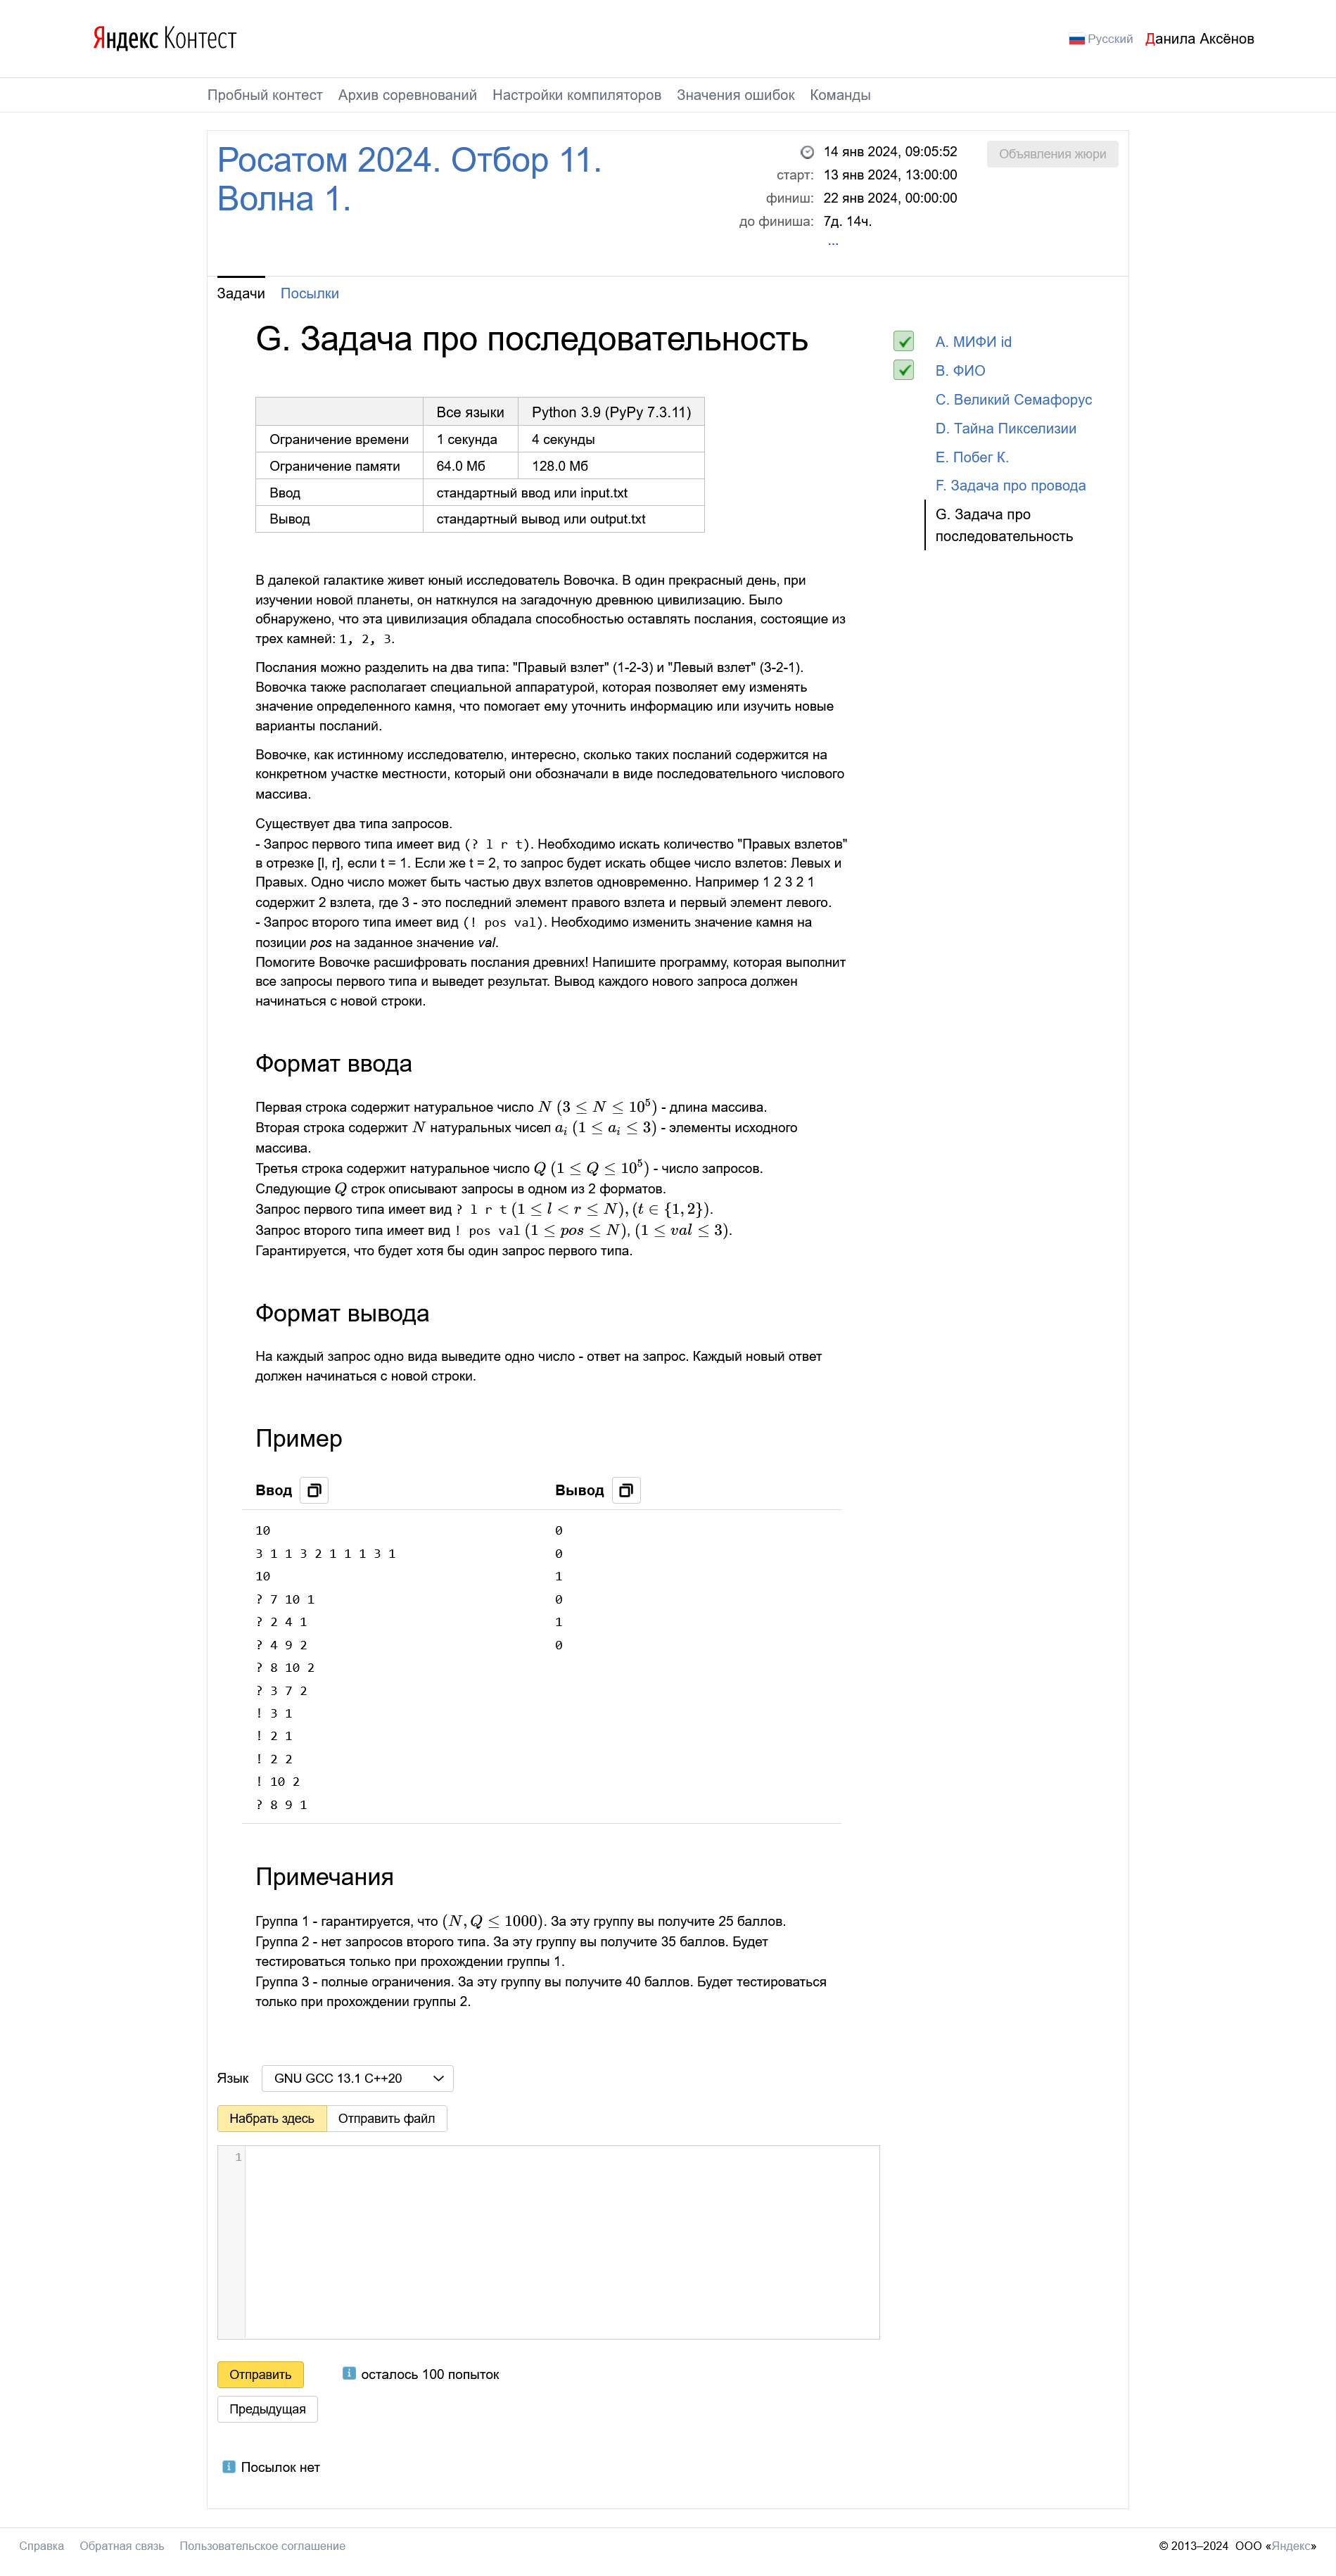 Яндекс Контест
Русский Данила Аксёнов
Пробный контест Архив соревнований Настройки компиляторов Значения ошибок Команды
Росатом 2024. Отбор 11.
Волна 1.
14 янв 2024, 09:05:52
старт: 13 янв 2024, 13:00:00
финиш: 22 янв 2024, 00:00:00
до финиша: 7д. 14ч.
...
Объявления жюри
Задачи Посылки
G. Задача про последовательность
Все языки Python 3.9 (PyPy 7.3.11)
Ограничение времени 1 секунда 4 секунды
Ограничение памяти 64.0 Мб 128.0 Мб
Ввод стандартный ввод или input.txt
Вывод стандартный вывод или output.txt
A. МИФИ id
B. ФИО
C. Великий Семафорус
D. Тайна Пикселизии
E. Побег К.
F. Задача про провода
G. Задача про
последовательность
В далекой галактике живет юный исследователь Вовочка. В один прекрасный день, при
изучении новой планеты, он наткнулся на загадочную древнюю цивилизацию. Было
обнаружено, что эта цивилизация обладала способностью оставлять послания, состоящие из
трех камней: 1, 2, 3.
Послания можно разделить на два типа: "Правый взлет" (1-2-3) и "Левый взлет" (3-2-1).
Вовочка также располагает специальной аппаратурой, которая позволяет ему изменять
значение определенного камня, что помогает ему уточнить информацию или изучить новые
варианты посланий.
Вовочке, как истинному исследователю, интересно, сколько таких посланий содержится на
конкретном участке местности, который они обозначали в виде последовательного числового
массива.
Существует два типа запросов.
- Запрос первого типа имеет вид (? l r t). Необходимо искать количество "Правых взлетов"
в отрезке [l, r], если t = 1. Если же t = 2, то запрос будет искать общее число взлетов: Левых и
Правых. Одно число может быть частью двух взлетов одновременно. Например 1 2 3 2 1
содержит 2 взлета, где 3 - это последний элемент правого взлета и первый элемент левого.
- Запрос второго типа имеет вид (! pos val). Необходимо изменить значение камня на
позиции pos на заданное значение val.
Помогите Вовочке расшифровать послания древних! Напишите программу, которая выполнит
все запросы первого типа и выведет результат. Вывод каждого нового запроса должен
начинаться с новой строки.
Формат ввода
Первая строка содержит натуральное число N (3 ≤ N ≤ 10⁵) - длина массива.
Вторая строка содержит N натуральных чисел aᵢ (1 ≤ aᵢ ≤ 3) - элементы исходного
массива.
Третья строка содержит натуральное число Q (1 ≤ Q ≤ 10⁵) - число запросов.
Следующие Q строк описывают запросы в одном из 2 форматов.
Запрос первого типа имеет вид ? l r t (1 ≤ l < r ≤ N), (t ∈ {1, 2}).
Запрос второго типа имеет вид ! pos val (1 ≤ pos ≤ N), (1 ≤ val ≤ 3).
Гарантируется, что будет хотя бы один запрос первого типа.
Формат вывода
На каждый запрос одно вида выведите одно число - ответ на запрос. Каждый новый ответ
должен начинаться с новой строки.
Пример
Ввод Вывод
10 0
3 1 1 3 2 1 1 1 3 1 0
10 1
? 7 10 1 0
? 2 4 1 1
? 4 9 2 0
? 8 10 2
? 3 7 2
! 3 1
! 2 1
! 2 2
! 10 2
? 8 9 1
Примечания
Группа 1 - гарантируется, что (N, Q ≤ 1000). За эту группу вы получите 25 баллов.
Группа 2 - нет запросов второго типа. За эту группу вы получите 35 баллов. Будет
тестироваться только при прохождении группы 1.
Группа 3 - полные ограничения. За эту группу вы получите 40 баллов. Будет тестироваться
только при прохождении группы 2.
Язык GNU GCC 13.1 C++20
Набрать здесь Отправить файл
1
Отправить осталось 100 попыток
Предыдущая
Посылок нет
Справка Обратная связь Пользовательское соглашение © 2013–2024 ООО «Яндекс»